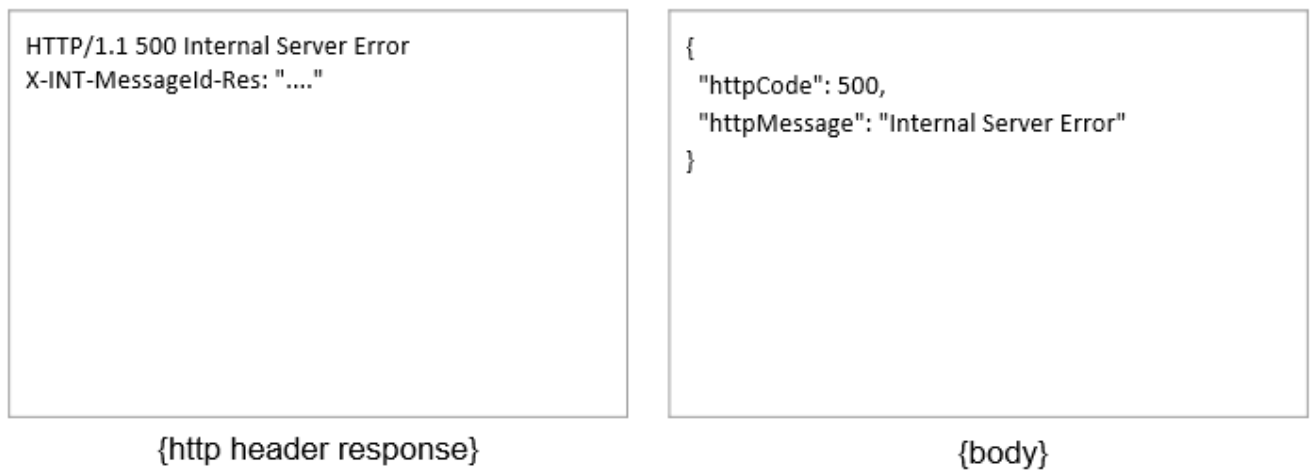 HTTP/1.1 500 Internal Server Error
X-INT-MessageId-Res: "...."
{http header response}
{
"httpCode": 500,
"httpMessage": "Internal Server Error"
}
{body}